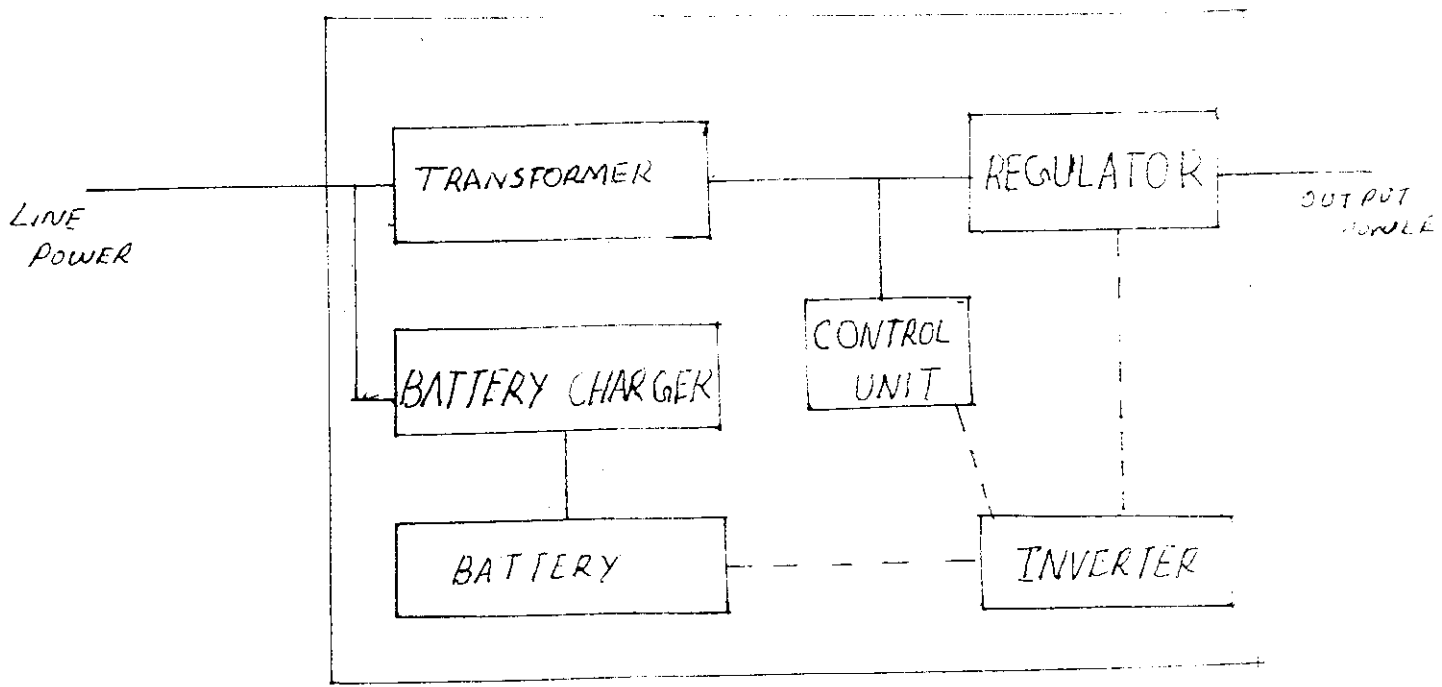 TRANSFORMER
REGULATOR
LINE
POWER
OUTPUT
CONTROL
UNIT
BATTERY CHARGER
BATTERY
INVERTER